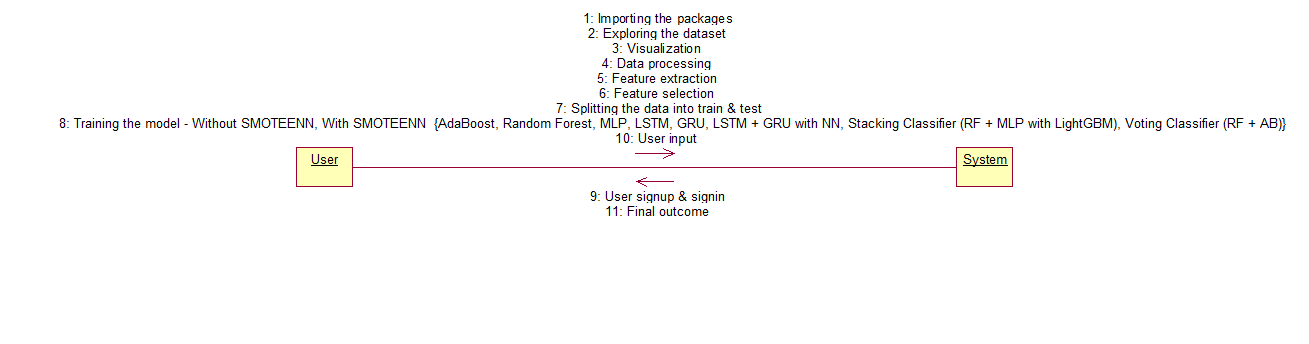 1: Importing the packages
2: Exploring the dataset
3: Visualization
4: Data processing
5: Feature extraction
6: Feature selection
7: Splitting the data into train & test
8: Training the model - Without SMOTEENN, With SMOTEENN {AdaBoost, Random Forest, MLP, LSTM, GRU, LSTM + GRU with NN, Stacking Classifier (RF + MLP with LightGBM), Voting Classifier (RF + AB)}
10: User input
User
System
9: User signup & signin
11: Final outcome